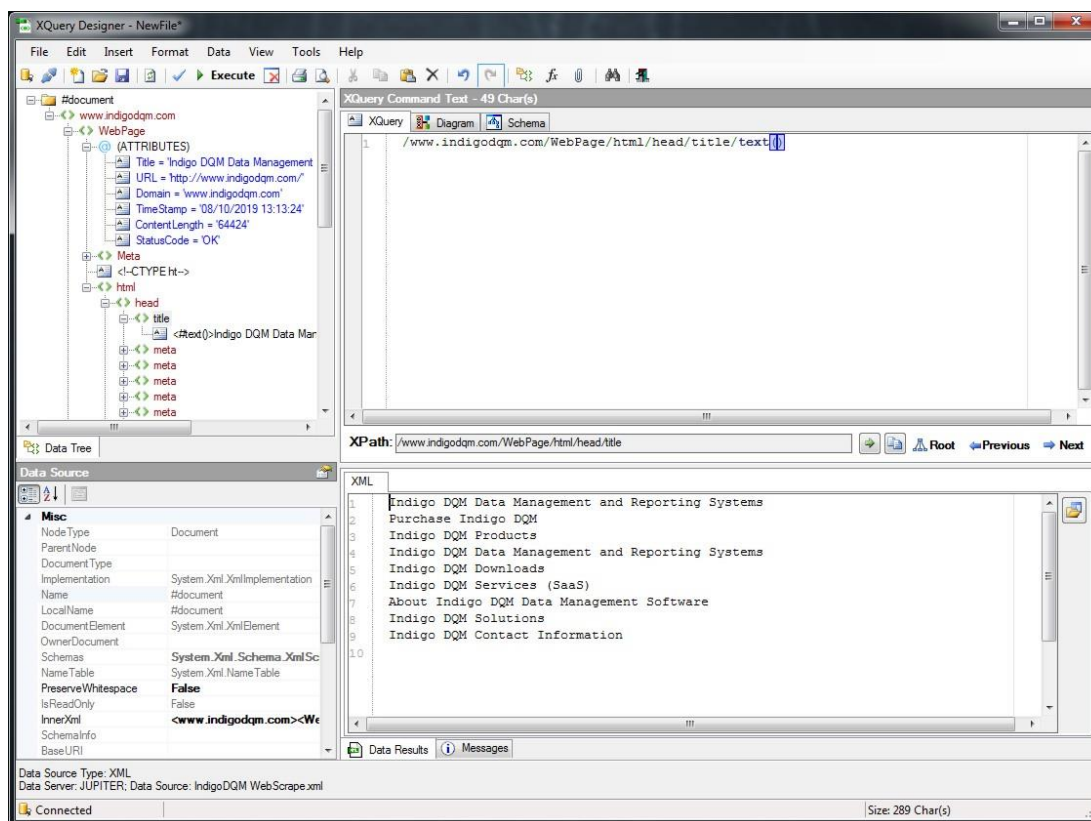 XQuery Designer - NewFile*
File Edit Insert Format Data View Tools Help
Execute
#document
www.indigodqm.com
WebPage
(ATTRIBUTES)
Title = 'Indigo DQM Data Management
URL = 'http://www.indigodqm.com/'
Domain = 'www.indigodqm.com'
TimeStamp = '08/10/2019 13:13:24'
ContentLength = '64424'
StatusCode = 'OK'
Meta
<!--CTYPE ht-->
html
head
title
<#text()>Indigo DQM Data Mar
meta
meta
meta
meta
meta
Data Tree
XQuery Command Text - 49 Char(s)
XQuery Diagram Schema
1 /www.indigodqm.com/WebPage/html/head/title/text()
XPath: /www.indigodqm.com/WebPage/html/head/title
Root Previous Next
Data Source
Misc
NodeType Document
ParentNode
DocumentType
Implementation System.Xml.XmlImplementation
Name #document
LocalName #document
DocumentElement System.Xml.XmlElement
OwnerDocument
Schemas System.Xml.Schema.XmlSc
NameTable System.Xml.NameTable
PreserveWhitespace False
IsReadOnly False
InnerXml <www.indigodqm.com><We
SchemaInfo
BaseURI
XML
1 Indigo DQM Data Management and Reporting Systems
2 Purchase Indigo DQM
3 Indigo DQM Products
4 Indigo DQM Data Management and Reporting Systems
5 Indigo DQM Downloads
6 Indigo DQM Services (SaaS)
7 About Indigo DQM Data Management Software
8 Indigo DQM Solutions
9 Indigo DQM Contact Information
10
Data Results Messages
Data Source Type: XML
Data Server: JUPITER; Data Source: IndigoDQM WebScrape.xml
Connected
Size: 289 Char(s)